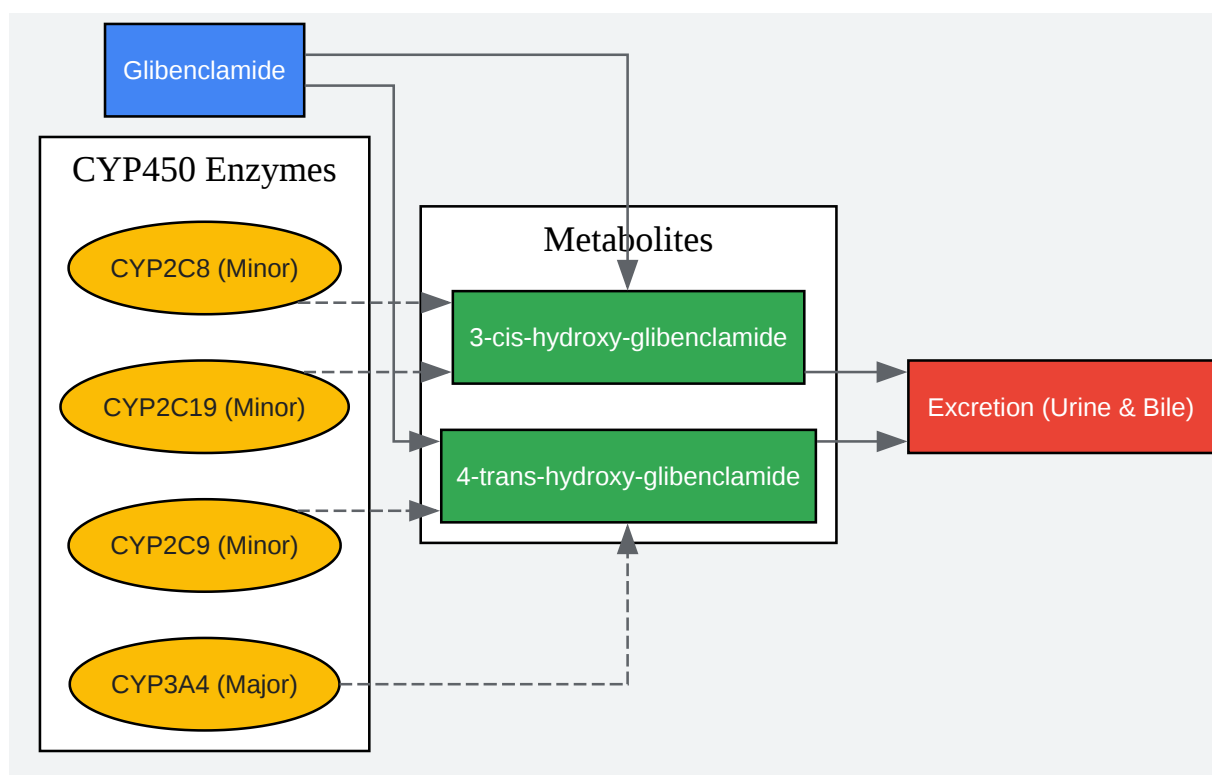 Glibenclamide
CYP450 Enzymes
CYP2C8 (Minor)
CYP2C19 (Minor)
CYP2C9 (Minor)
CYP3A4 (Major)
Metabolites
3-cis-hydroxy-glibenclamide
4-trans-hydroxy-glibenclamide
Excretion (Urine & Bile)